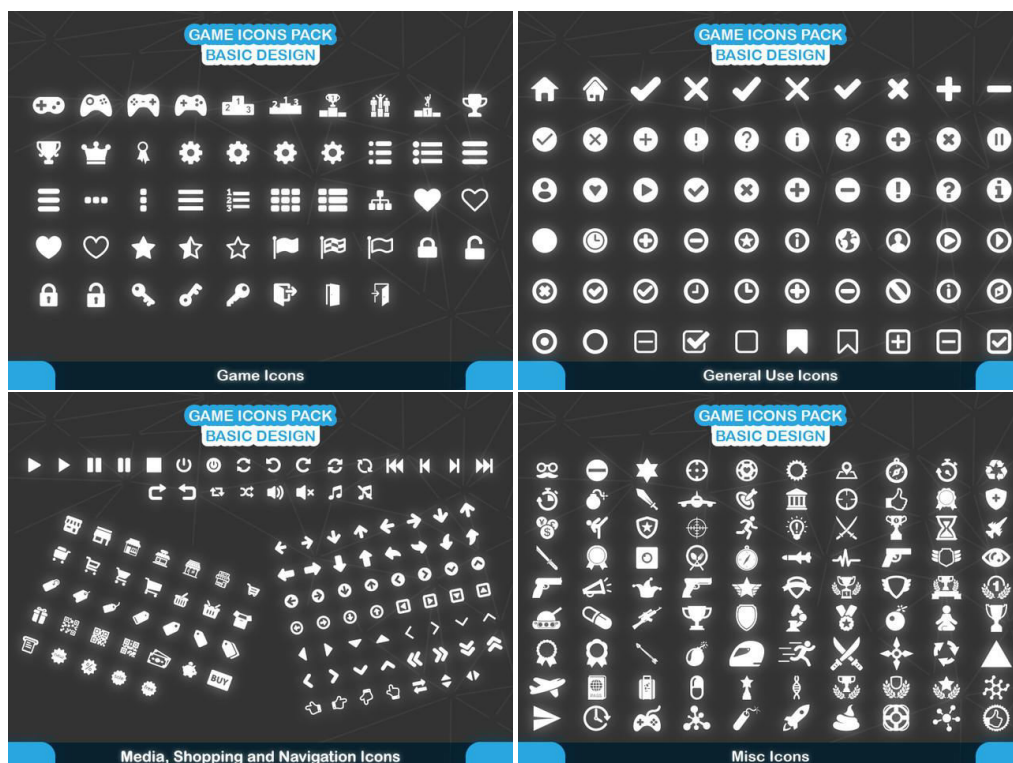 GAME ICONS PACK
BASIC DESIGN
Game Icons
GAME ICONS PACK
BASIC DESIGN
General Use Icons
GAME ICONS PACK
BASIC DESIGN
BUY
Media, Shopping and Navigation Icons
GAME ICONS PACK
BASIC DESIGN
Misc Icons